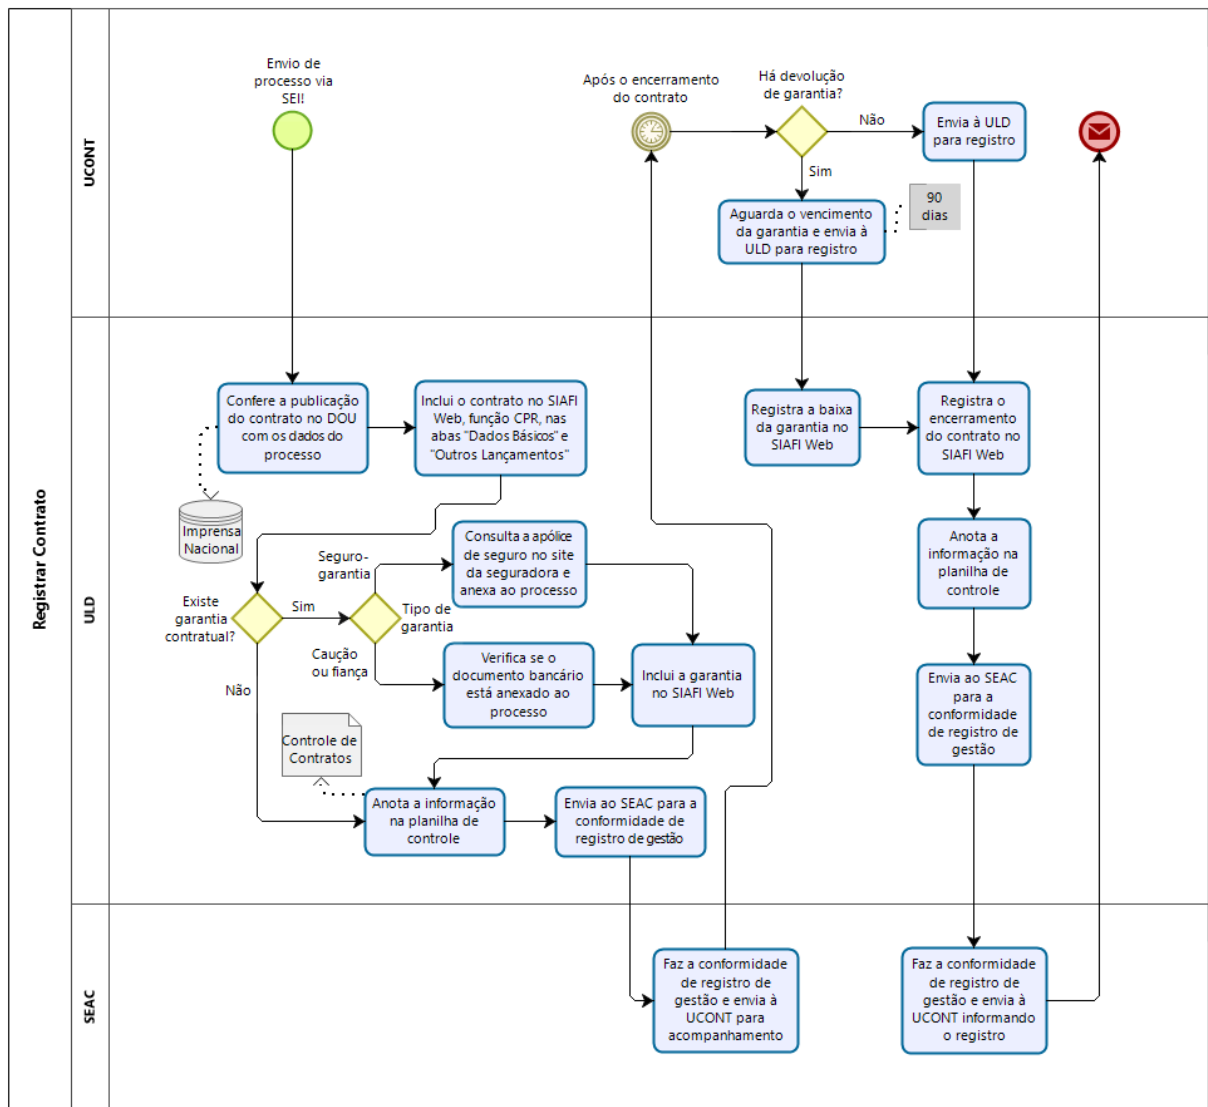 Registrar Contrato
UCONT
Envio de
processo via
SEI!
Após o encerramento
do contrato
Há devolução
de garantia?
Não
Envia à ULD
para registro
Sim
Aguarda o vencimento
da garantia e envia à
ULD para registro
90
dias
ULD
Confere a publicação
do contrato no DOU
com os dados do
processo
Inclui o contrato no SIAFI
Web, função CPR, nas
abas "Dados Básicos" e
"Outros Lançamentos"
Imprensa
Nacional
Existe
garantia
contratual?
Sim
Não
Seguro-
garantia
Tipo de
garantia
Caução
ou fiança
Consulta a apólice
de seguro no site
da seguradora e
anexa ao processo
Verifica se o
documento bancário
está anexado ao
processo
Inclui a garantia
no SIAFI Web
Controle de
Contratos
Anota a informação
na planilha de
controle
Envia ao SEAC para a
conformidade de
registro de gestão
Registra a baixa
da garantia no
SIAFI Web
Registra o
encerramento
do contrato no
SIAFI Web
Anota a
informação na
planilha de
controle
Envia ao SEAC
para a
conformidade
de registro de
gestão
SEAC
Faz a conformidade
de registro de
gestão e envia à
UCONT para
acompanhamento
Faz a conformidade
de registro de
gestão e envia à
UCONT informando
o registro